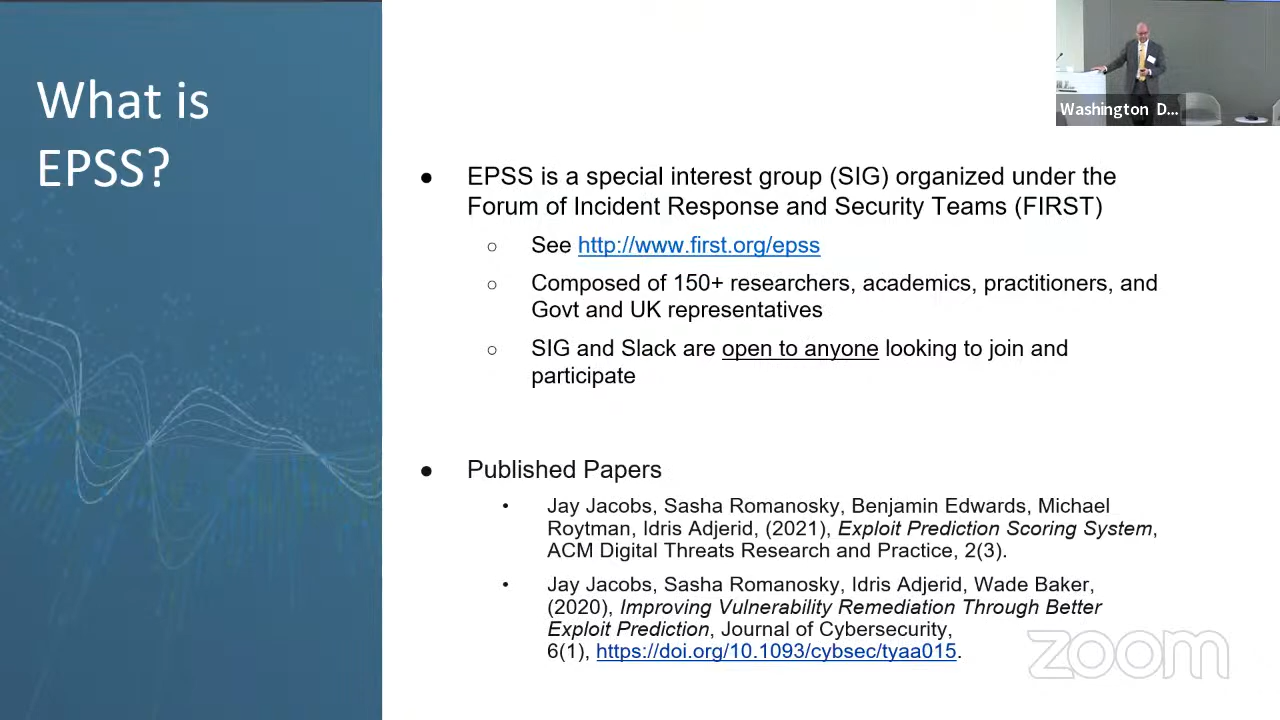 What is
EPSS?
Washington D...
● EPSS is a special interest group (SIG) organized under the
Forum of Incident Response and Security Teams (FIRST)
○ See http://www.first.org/epss
○ Composed of 150+ researchers, academics, practitioners, and
Govt and UK representatives
○ SIG and Slack are open to anyone looking to join and
participate
● Published Papers
• Jay Jacobs, Sasha Romanosky, Benjamin Edwards, Michael
Roytman, Idris Adjerid, (2021), Exploit Prediction Scoring System,
ACM Digital Threats Research and Practice, 2(3).
• Jay Jacobs, Sasha Romanosky, Idris Adjerid, Wade Baker,
(2020), Improving Vulnerability Remediation Through Better
Exploit Prediction, Journal of Cybersecurity,
6(1), https://doi.org/10.1093/cybsec/tyaa015.
zoom